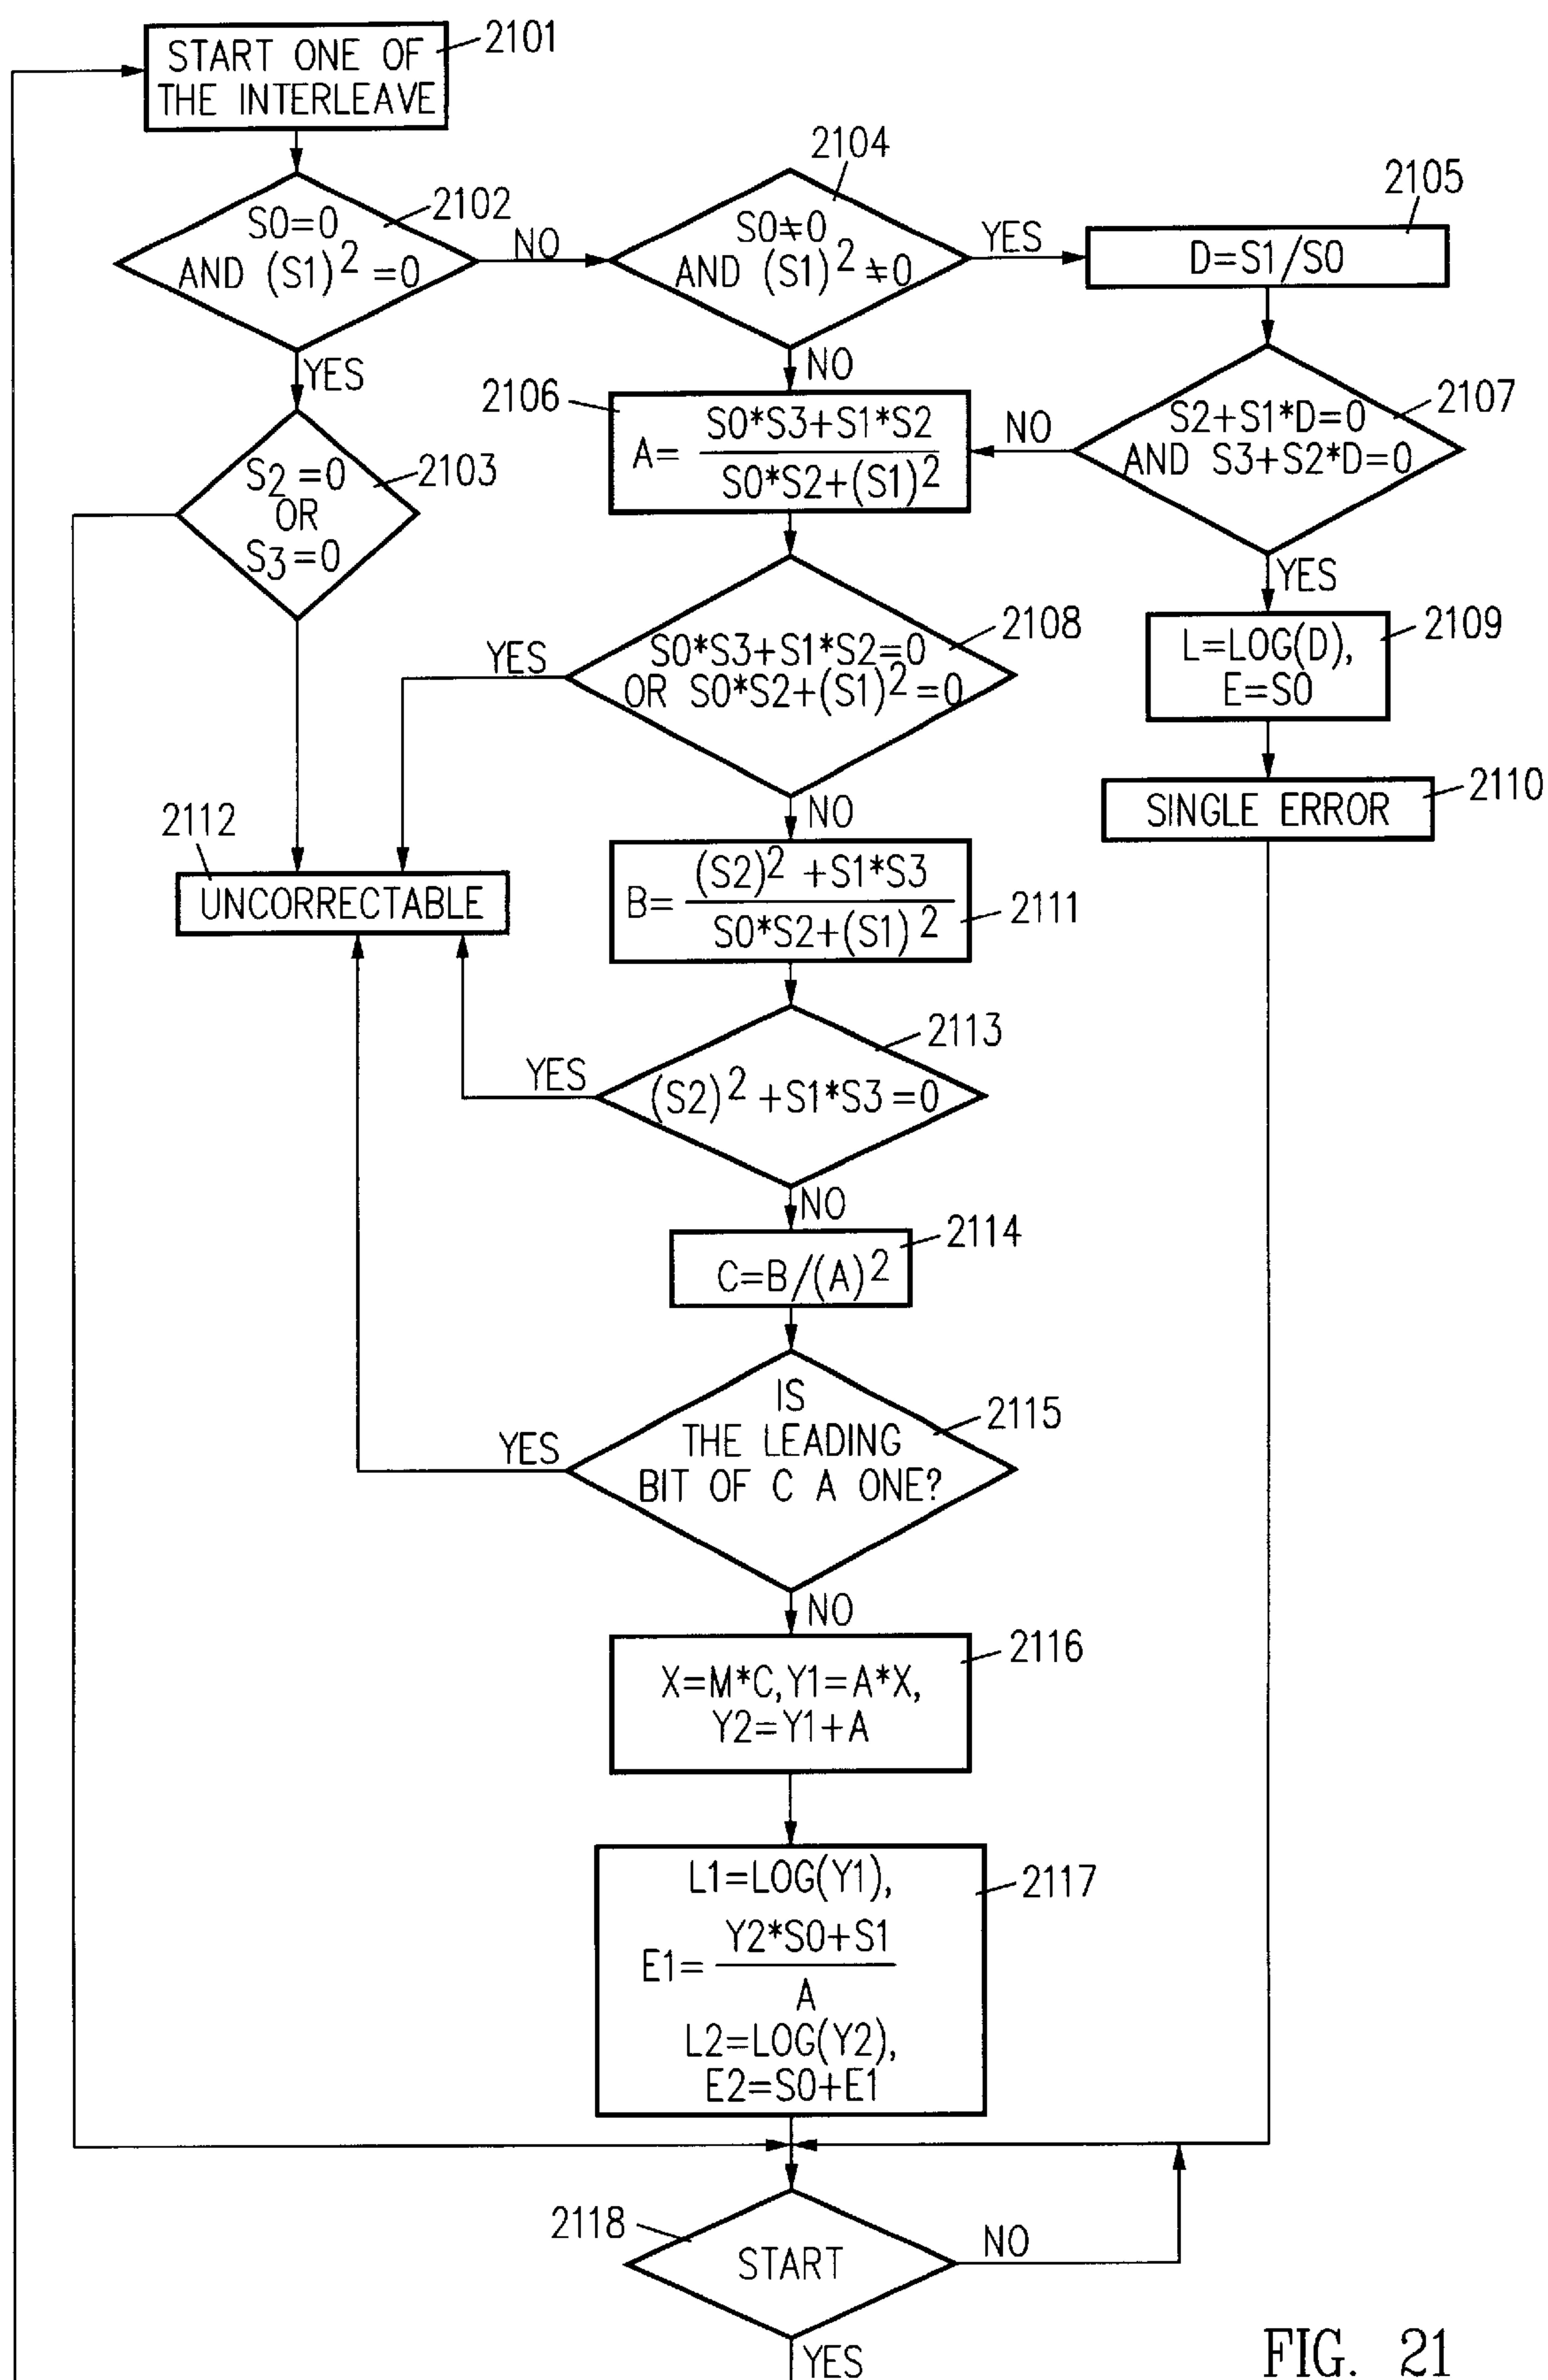 START ONE OF
THE INTERLEAVE
2101
S0=0
AND (S1)² =0
2102
NO
YES
2104
S0≠0
AND (S1)² ≠0
YES
NO
2105
D=S1/S0
S2 =0
OR
S3 =0
2103
2106
A= S0*S3+S1*S2
S0*S2+(S1)²
NO
S2+S1*D=0
AND S3+S2*D=0
2107
YES
YES
S0*S3+S1*S2=0
OR S0*S2+(S1)² =0
2108
NO
L=LOG(D),
E=S0
2109
SINGLE ERROR
2110
2112
UNCORRECTABLE
B= (S2)² +S1*S3
S0*S2+(S1)²
2111
YES
(S2)² +S1*S3 =0
2113
NO
C=B/(A)²
2114
YES
IS
THE LEADING
BIT OF C A ONE?
2115
NO
X=M*C,Y1=A*X,
Y2=Y1+A
2116
L1=LOG(Y1),
E1= Y2*S0+S1
A
L2=LOG(Y2),
E2=S0+E1
2117
2118
START
NO
YES
FIG. 21